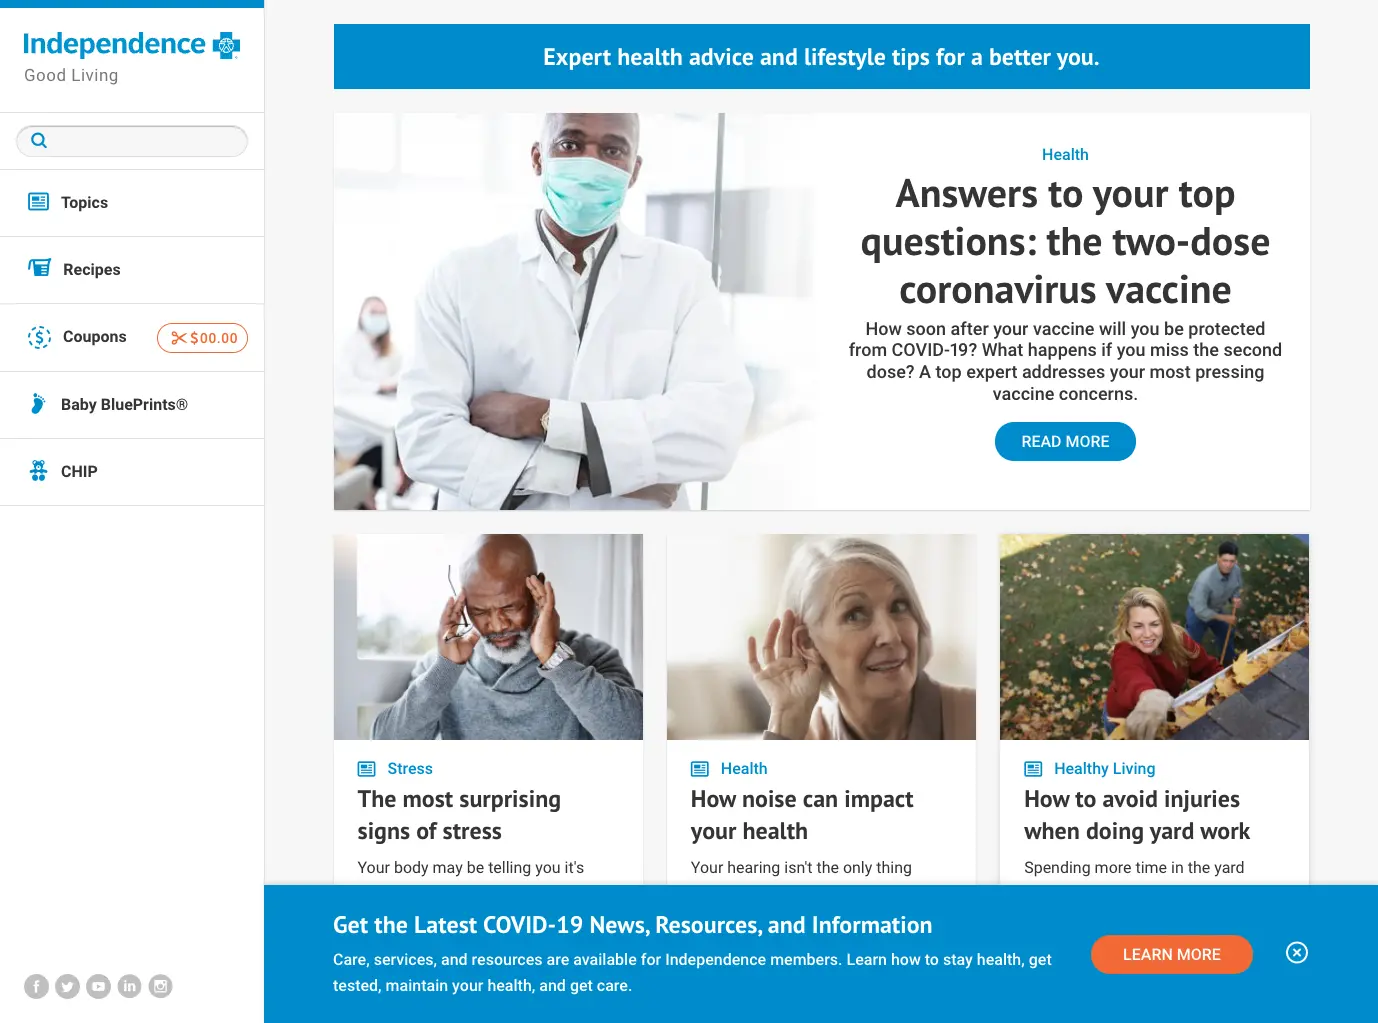 Independence
Good Living
Topics
Recipes
Coupons
$00.00
Baby BluePrints®
CHIP
Expert health advice and lifestyle tips for a better you.
Health
Answers to your top
questions: the two-dose
coronavirus vaccine
How soon after your vaccine will you be protected
from COVID-19? What happens if you miss the second
dose? A top expert addresses your most pressing
vaccine concerns.
READ MORE
Stress
The most surprising
signs of stress
Your body may be telling you it's
Health
How noise can impact
your health
Your hearing isn't the only thing
Healthy Living
How to avoid injuries
when doing yard work
Spending more time in the yard
Get the Latest COVID-19 News, Resources, and Information
Care, services, and resources are available for Independence members. Learn how to stay health, get
tested, maintain your health, and get care.
LEARN MORE